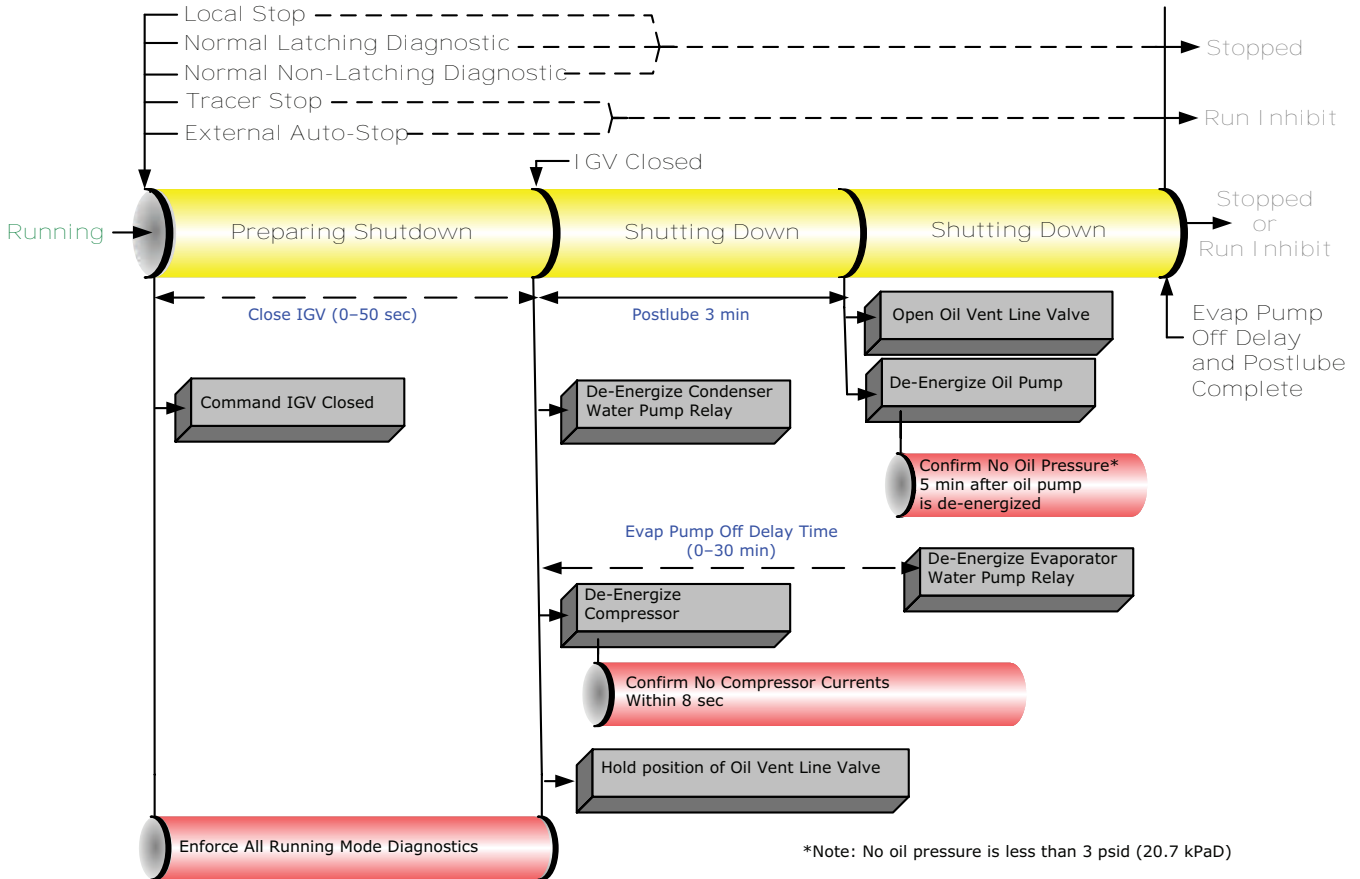 Local Stop
Normal Latching Diagnostic
Normal Non-Latching Diagnostic
Tracer Stop
External Auto-Stop
Stopped
Run Inhibit
IGV Closed
Running
Preparing Shutdown
Shutting Down
Shutting Down
Stopped
or
Run Inhibit
Close IGV (0–50 sec)
Postlube 3 min
Open Oil Vent Line Valve
Evap Pump
Off Delay
and Postlube
Complete
Command IGV Closed
De-Energize Condenser
Water Pump Relay
De-Energize Oil Pump
Confirm No Oil Pressure*
5 min after oil pump
is de-energized
Evap Pump Off Delay Time
(0–30 min)
De-Energize Evaporator
Water Pump Relay
De-Energize
Compressor
Confirm No Compressor Currents
Within 8 sec
Hold position of Oil Vent Line Valve
Enforce All Running Mode Diagnostics
*Note: No oil pressure is less than 3 psid (20.7 kPaD)